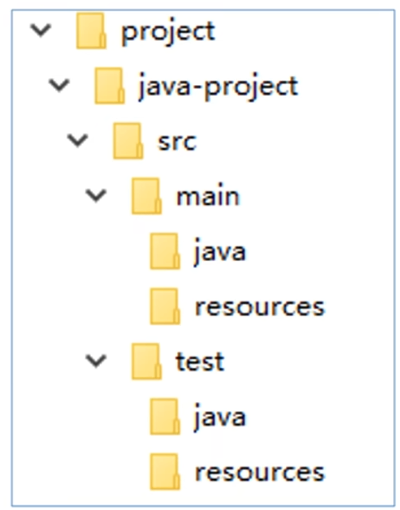 project
java-project
src
main
java
resources
test
java
resources